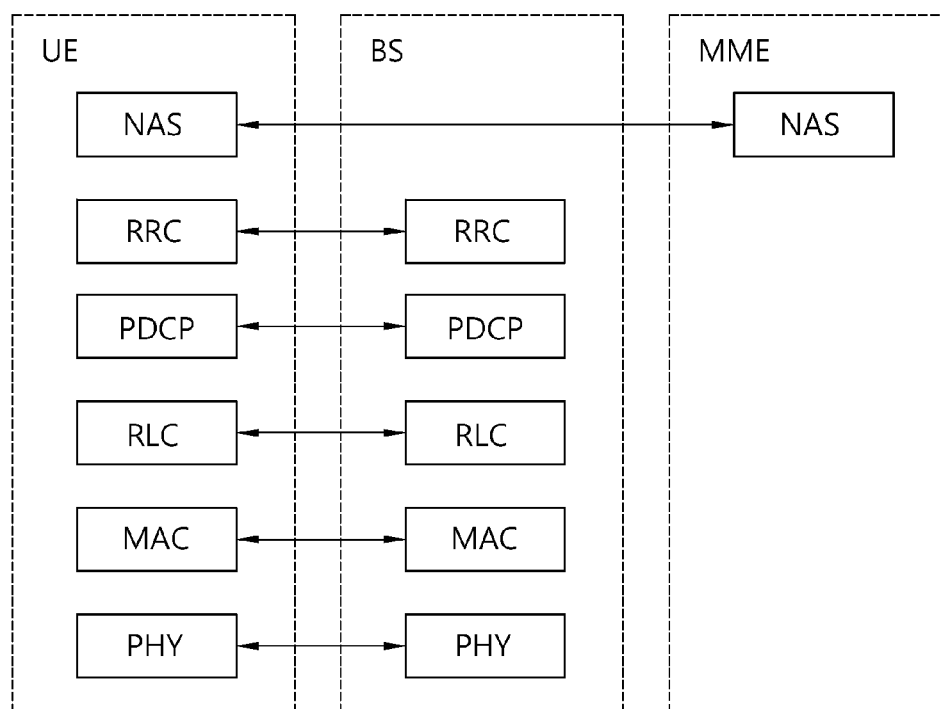 UE BS MME
NAS NAS
RRC RRC
PDCP PDCP
RLC RLC
MAC MAC
PHY PHY